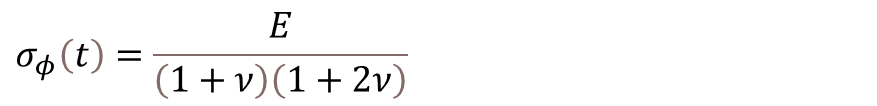 σ_ϕ(t) = E / ((1 + ν)(1 + 2ν))